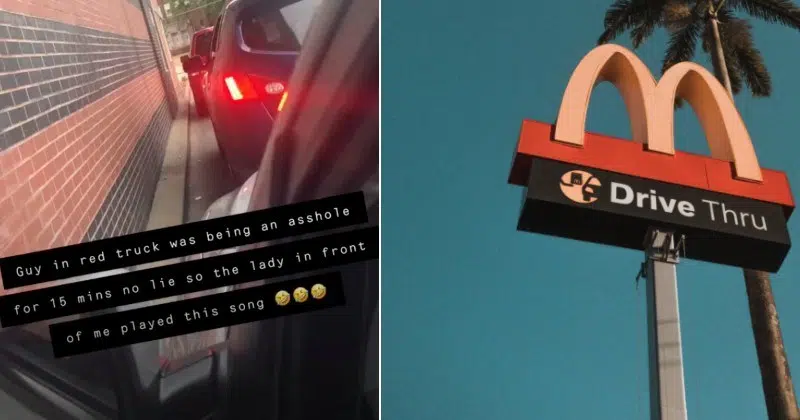 Guy in red truck was being an asshole
for 15 mins no lie so the lady in front
of me played this song 🤣🤣🤣
Drive Thru